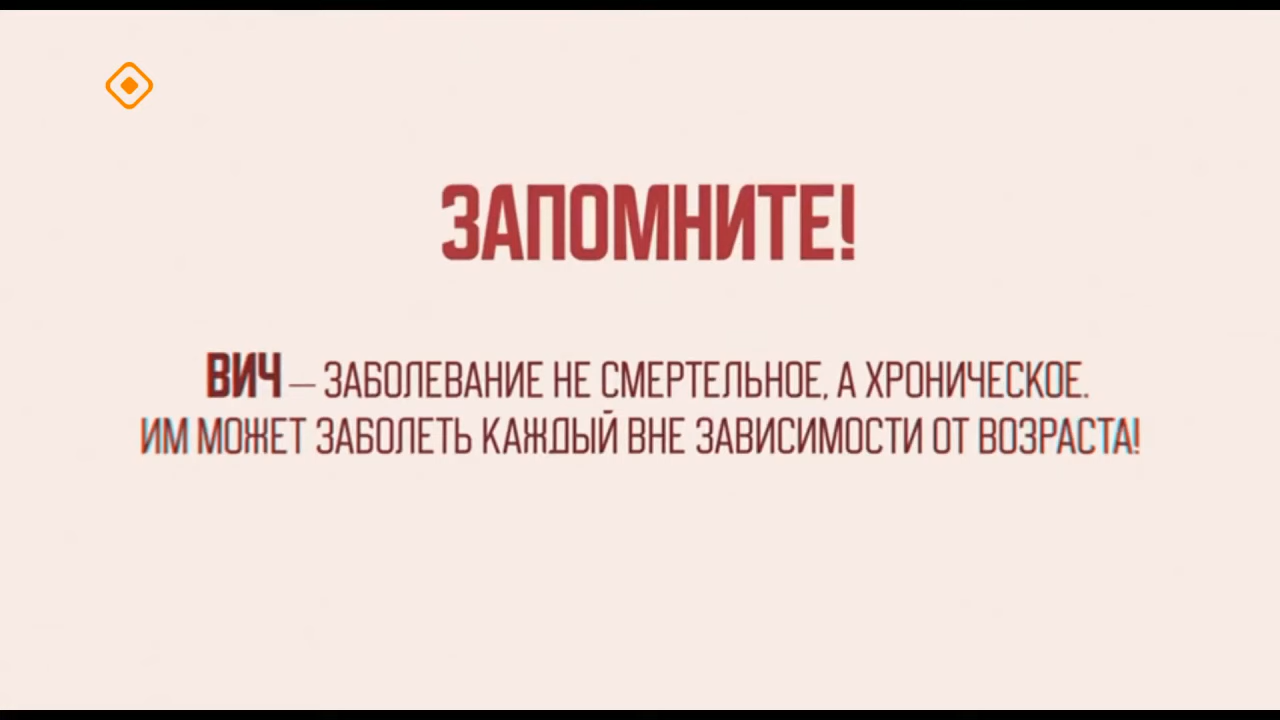 ЗАПОМНИТЕ!
ВИЧ – ЗАБОЛЕВАНИЕ НЕ СМЕРТЕЛЬНОЕ, А ХРОНИЧЕСКОЕ.
ИМ МОЖЕТ ЗАБОЛЕТЬ КАЖДЫЙ ВНЕ ЗАВИСИМОСТИ ОТ ВОЗРАСТА!